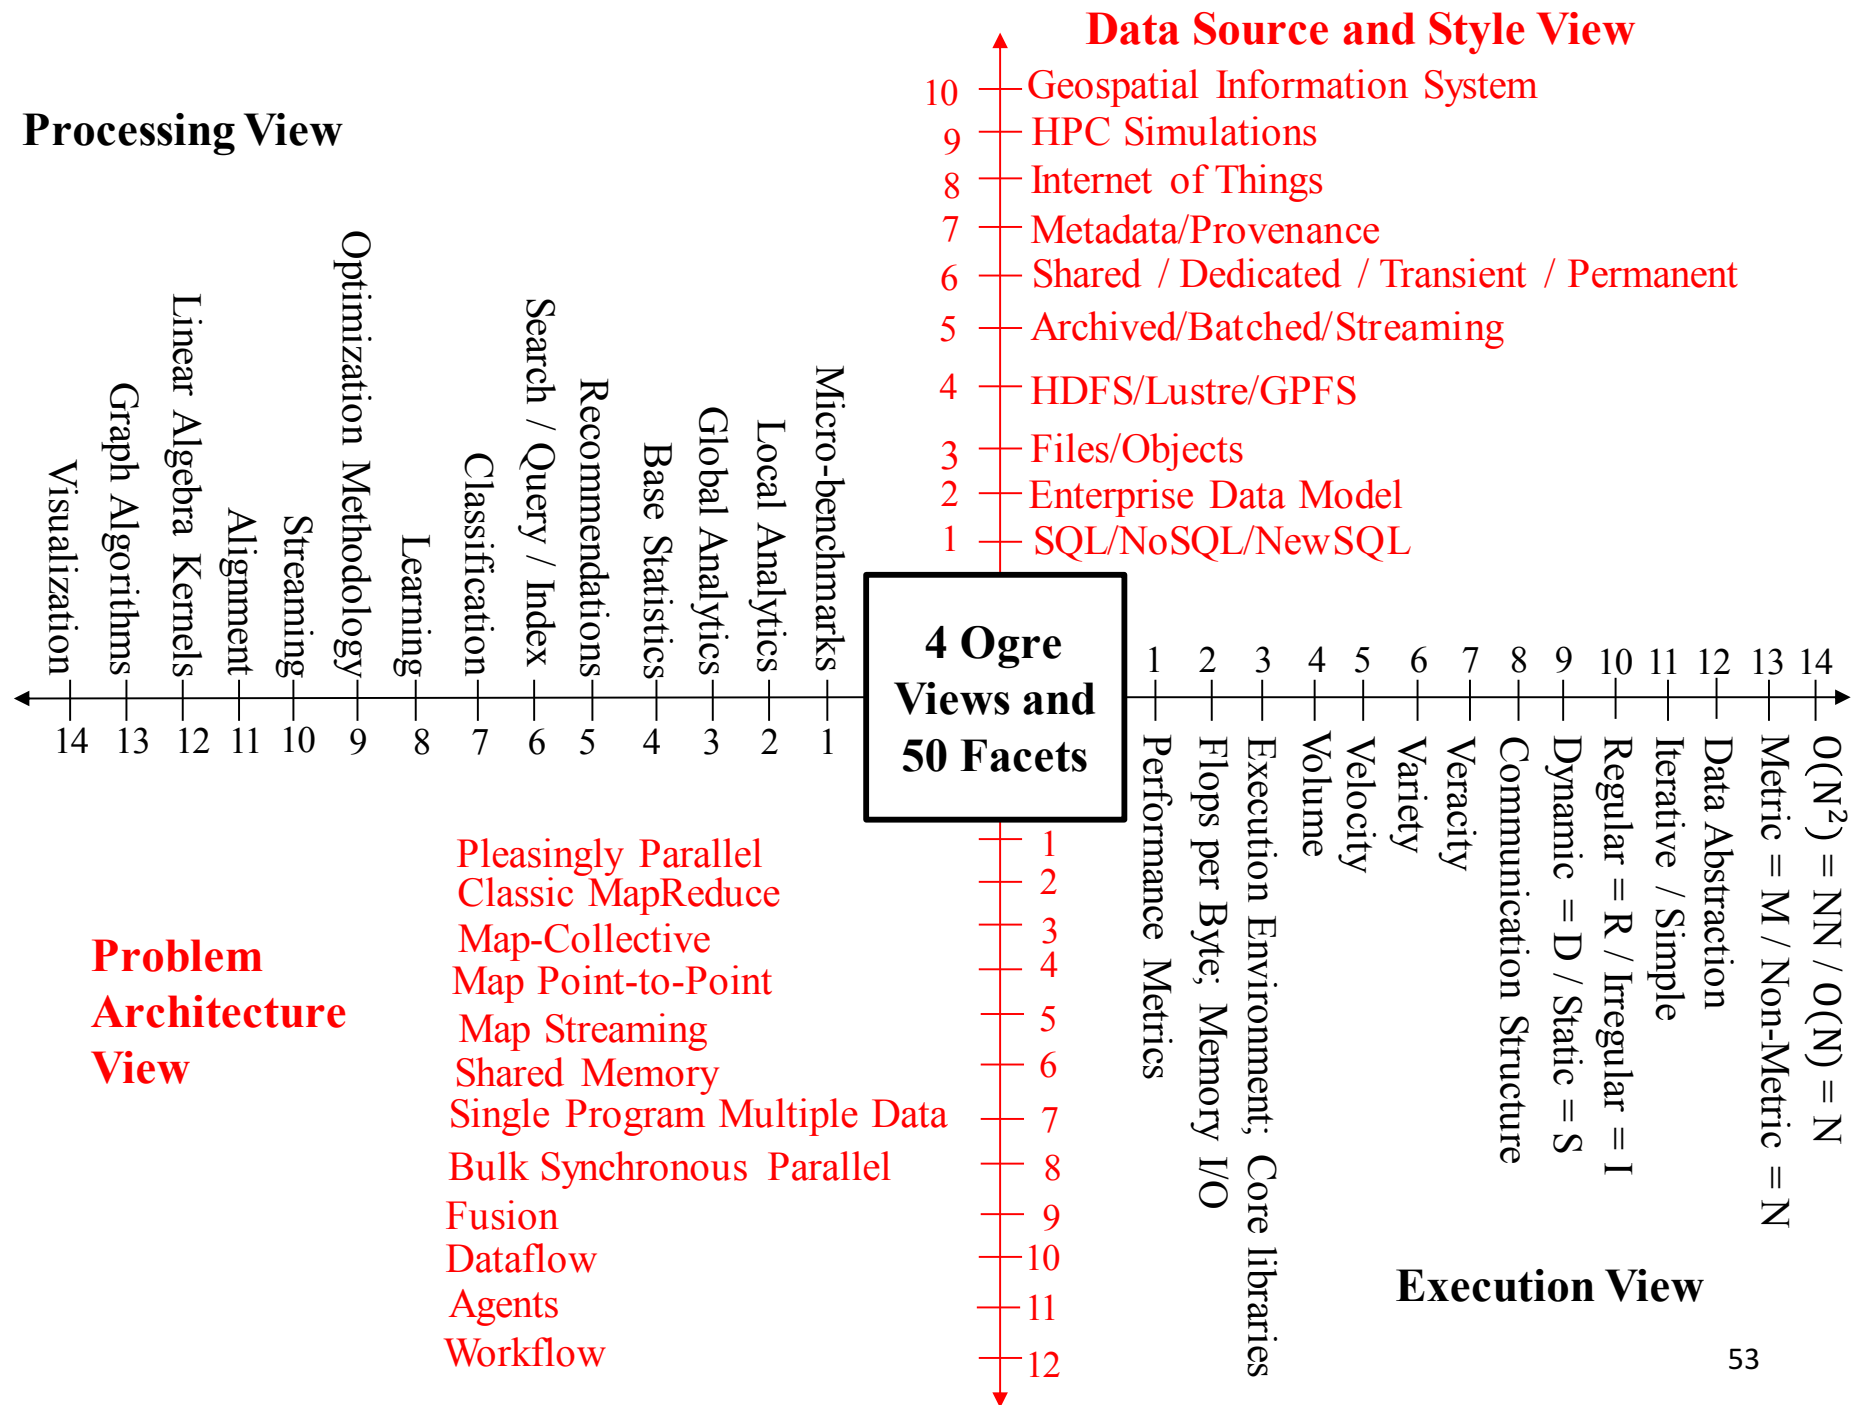 Data Source and Style View
10 Geospatial Information System
9 HPC Simulations
8 Internet of Things
7 Metadata/Provenance
6 Shared / Dedicated / Transient / Permanent
5 Archived/Batched/Streaming
4 HDFS/Lustre/GPFS
3 Files/Objects
2 Enterprise Data Model
1 SQL/NoSQL/NewSQL
Processing View
Visualization 14
Graph Algorithms 13
Linear Algebra Kernels 12
Alignment 11
Streaming 10
Optimization Methodology 9
Learning 8
Classification 7
Search / Query / Index 6
Recommendations 5
Base Statistics 4
Global Analytics 3
Local Analytics 2
Micro-benchmarks 1
4 Ogre
Views and
50 Facets
1 Performance Metrics
2 Flops per Byte; Memory I/O
3 Execution Environment; Core libraries
4 Volume
5 Velocity
6 Variety
7 Veracity
8 Communication Structure
9 Dynamic = D / Static = S
10 Regular = R / Irregular = I
11 Iterative / Simple
12 Data Abstraction
13 Metric = M / Non-Metric = N
14 O(N²) = NN / O(N) = N
Execution View
Pleasingly Parallel 1
Classic MapReduce 2
Map-Collective 3
Map Point-to-Point 4
Map Streaming 5
Shared Memory 6
Single Program Multiple Data 7
Bulk Synchronous Parallel 8
Fusion 9
Dataflow 10
Agents 11
Workflow 12
Problem
Architecture
View
53